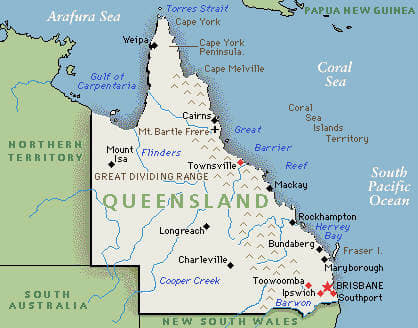 Torres Strait
PAPUA NEW GUINEA
Arafura Sea
Cape York
Weipa
Cape York
Peninsula
Cape Melville
Coral
Sea
Gulf of
Carpentaria
Coral
Sea
Islands
Territory
Cairns
Mt. Bartle Frere
Great
Barrier
Reef
NORTHERN
TERRITORY
Mount
Isa
Flinders
Townsville
GREAT DIVIDING RANGE
Mackay
South
Pacific
Ocean
QUEENSLAND
Rockhampton
Longreach
Hervey
Bay
Bundaberg
Fraser I.
Charleville
Maryborough
Cooper Creek
Toowoomba
BRISBANE
Ipswich
Southport
SOUTH
AUSTRALIA
Barwon
NEW SOUTH WALES